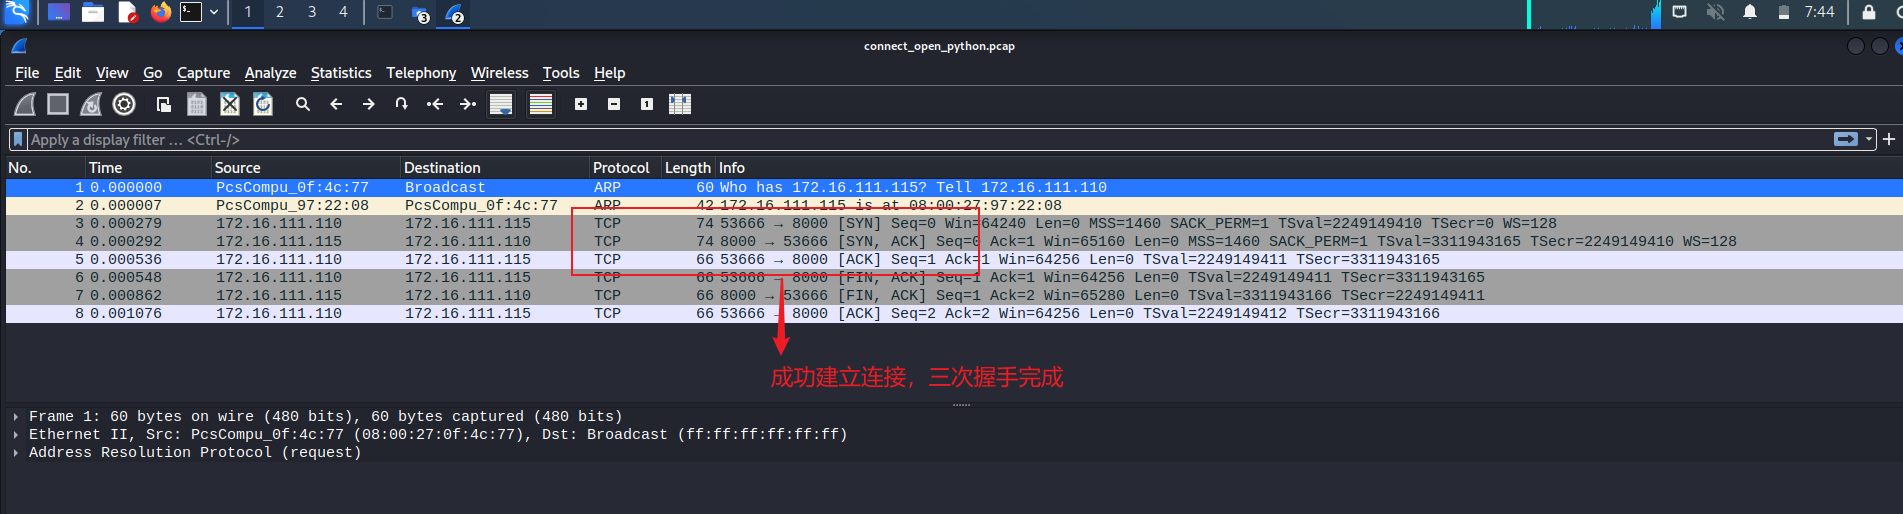 1 2 3 4 3 2 7:44
connect_open_python.pcap
File Edit View Go Capture Analyze Statistics Telephony Wireless Tools Help
Apply a display filter … <Ctrl-/>
No. Time Source Destination Protocol Length Info
1 0.000000 PcsCompu_0f:4c:77 Broadcast ARP 60 Who has 172.16.111.115? Tell 172.16.111.110
2 0.000007 PcsCompu_97:22:08 PcsCompu_0f:4c:77 ARP 42 172.16.111.115 is at 08:00:27:97:22:08
3 0.000279 172.16.111.110 172.16.111.115 TCP 74 53666 → 8000 [SYN] Seq=0 Win=64240 Len=0 MSS=1460 SACK_PERM=1 TSval=2249149410 TSecr=0 WS=128
4 0.000292 172.16.111.115 172.16.111.110 TCP 74 8000 → 53666 [SYN, ACK] Seq=0 Ack=1 Win=65160 Len=0 MSS=1460 SACK_PERM=1 TSval=3311943165 TSecr=2249149410 WS=128
5 0.000536 172.16.111.110 172.16.111.115 TCP 66 53666 → 8000 [ACK] Seq=1 Ack=1 Win=64256 Len=0 TSval=2249149411 TSecr=3311943165
6 0.000548 172.16.111.110 172.16.111.115 TCP 66 53666 → 8000 [FIN, ACK] Seq=1 Ack=1 Win=64256 Len=0 TSval=2249149411 TSecr=3311943165
7 0.000862 172.16.111.115 172.16.111.110 TCP 66 8000 → 53666 [FIN, ACK] Seq=1 Ack=2 Win=65280 Len=0 TSval=3311943166 TSecr=2249149411
8 0.001076 172.16.111.110 172.16.111.115 TCP 66 53666 → 8000 [ACK] Seq=2 Ack=2 Win=64256 Len=0 TSval=2249149412 TSecr=3311943166
成功建立连接，三次握手完成
Frame 1: 60 bytes on wire (480 bits), 60 bytes captured (480 bits)
Ethernet II, Src: PcsCompu_0f:4c:77 (08:00:27:0f:4c:77), Dst: Broadcast (ff:ff:ff:ff:ff:ff)
Address Resolution Protocol (request)